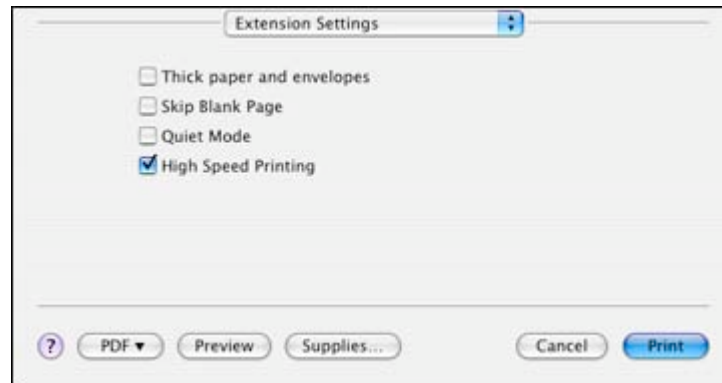 Extension Settings
Thick paper and envelopes
Skip Blank Page
Quiet Mode
High Speed Printing
? PDF▼ Preview Supplies... Cancel Print